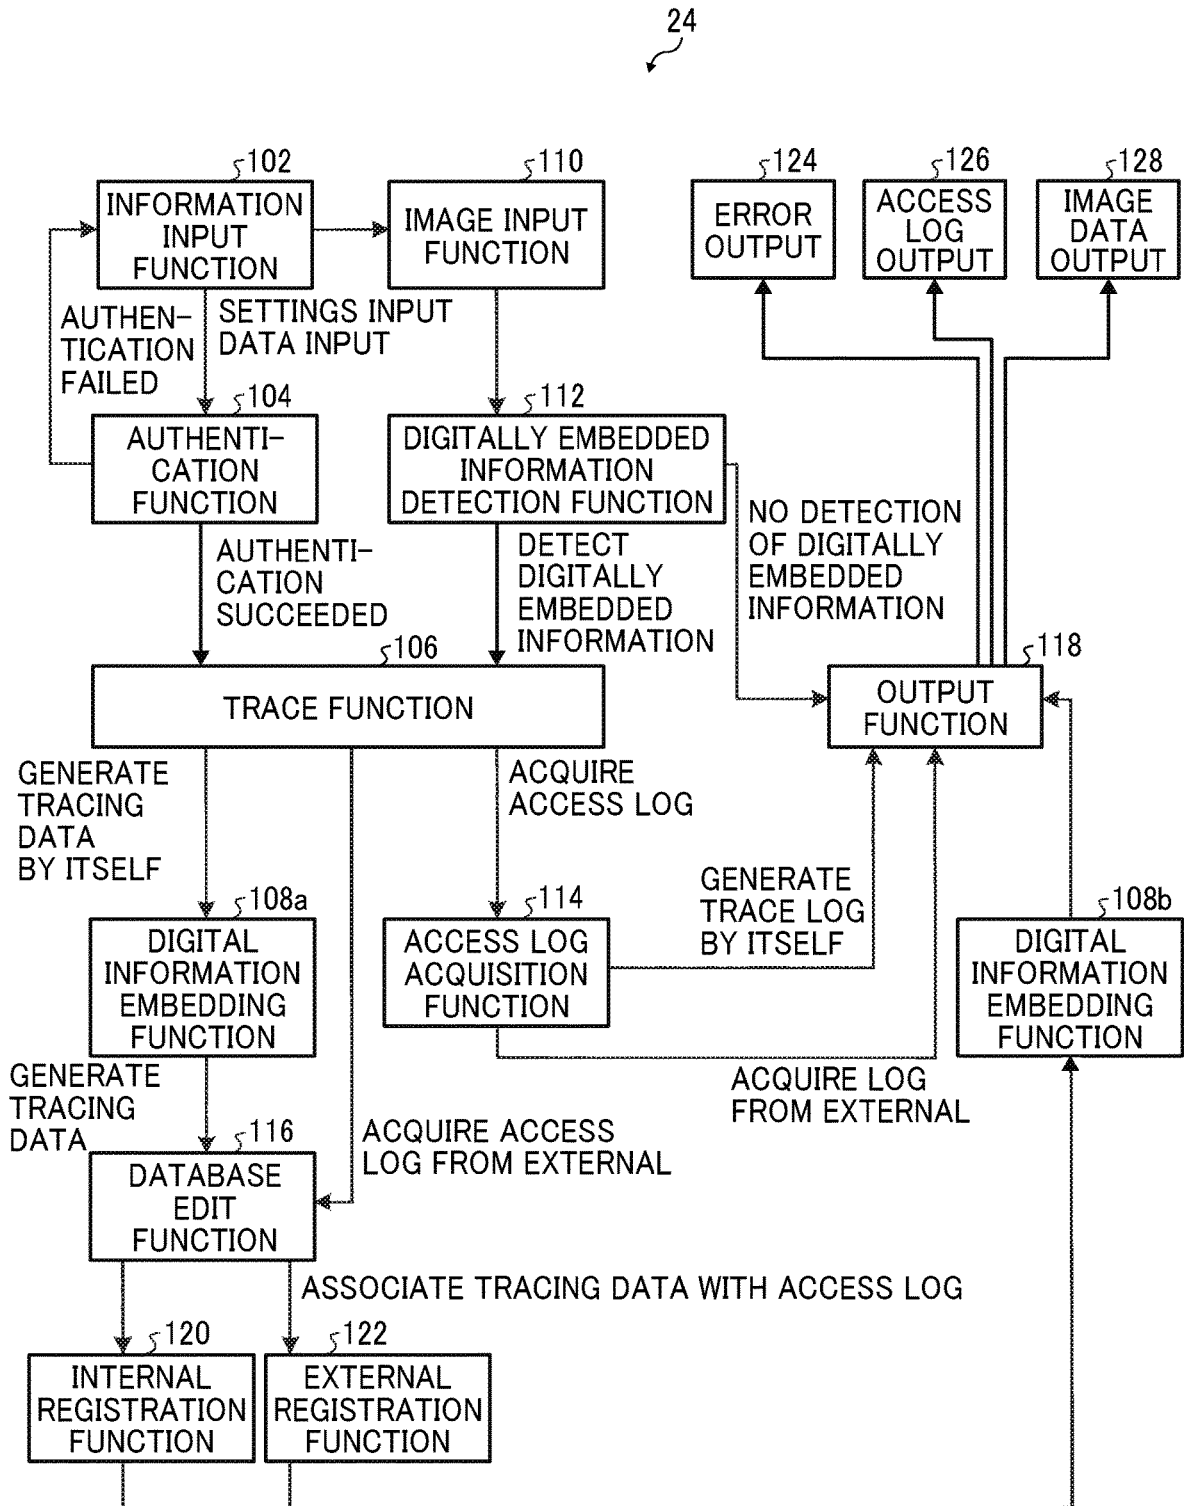 24
102
INFORMATION
INPUT
FUNCTION
110
IMAGE INPUT
FUNCTION
124
ERROR
OUTPUT
126
ACCESS
LOG
OUTPUT
128
IMAGE
DATA
OUTPUT
AUTHEN-
TICATION
FAILED
SETTINGS INPUT
DATA INPUT
104
AUTHENTI-
CATION
FUNCTION
112
DIGITALLY EMBEDDED
INFORMATION
DETECTION FUNCTION
AUTHENTI-
CATION
SUCCEEDED
DETECT
DIGITALLY
EMBEDDED
INFORMATION
NO DETECTION
OF DIGITALLY
EMBEDDED
INFORMATION
106
TRACE FUNCTION
118
OUTPUT
FUNCTION
GENERATE
TRACING
DATA
BY ITSELF
ACQUIRE
ACCESS LOG
108a
DIGITAL
INFORMATION
EMBEDDING
FUNCTION
114
ACCESS LOG
ACQUISITION
FUNCTION
GENERATE
TRACE LOG
BY ITSELF
108b
DIGITAL
INFORMATION
EMBEDDING
FUNCTION
GENERATE
TRACING
DATA
ACQUIRE LOG
FROM EXTERNAL
116
DATABASE
EDIT
FUNCTION
ACQUIRE ACCESS
LOG FROM EXTERNAL
ASSOCIATE TRACING DATA WITH ACCESS LOG
120
INTERNAL
REGISTRATION
FUNCTION
122
EXTERNAL
REGISTRATION
FUNCTION